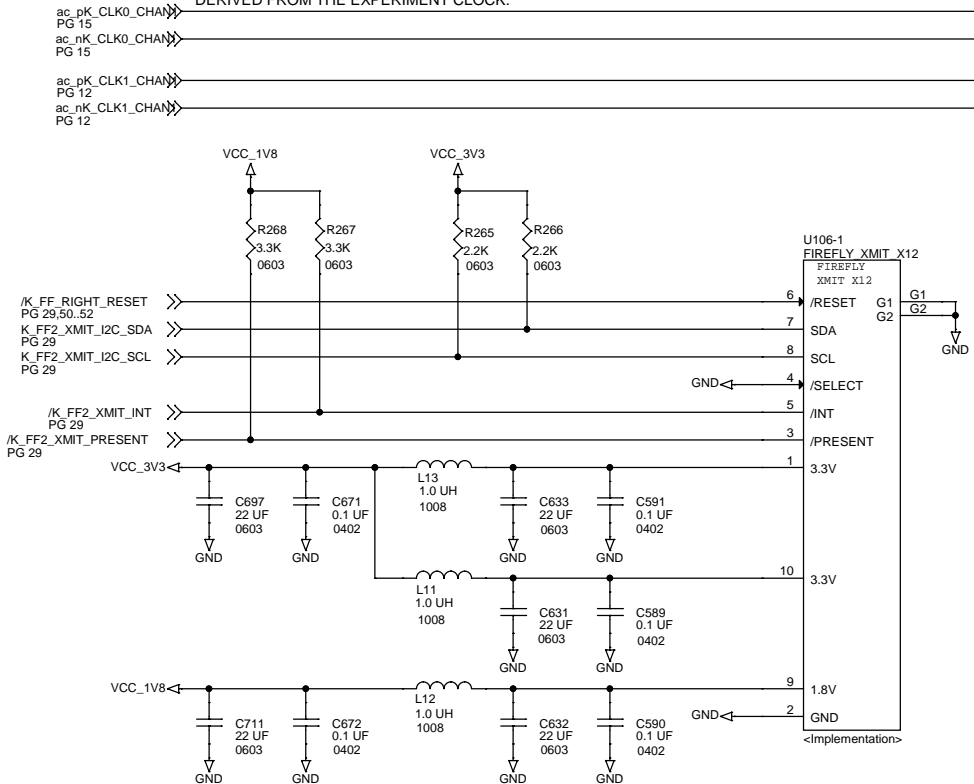 DERIVED FROM THE EXPERIMENT CLOCK.
ac_pK_CLK0_CHAN
PG 15
ac_nK_CLK0_CHAN
PG 15
ac_pK_CLK1_CHAN
PG 12
ac_nK_CLK1_CHAN
PG 12
VCC_1V8
VCC_3V3
R268
3.3K
0603
R267
3.3K
0603
R265
2.2K
0603
R266
2.2K
0603
U106-1
FIREFLY_XMIT_X12
FIREFLY
XMIT X12
/K_FF_RIGHT_RESET
PG 29,50..52
6
/RESET
G1
G1
G2
G2
GND
K_FF2_XMIT_I2C_SDA
PG 29
7
SDA
K_FF2_XMIT_I2C_SCL
PG 29
8
SCL
GND
4
/SELECT
/K_FF2_XMIT_INT
PG 29
5
/INT
/K_FF2_XMIT_PRESENT
PG 29
3
/PRESENT
VCC_3V3
1
3.3V
L13
1.0 UH
1008
C697
22 UF
0603
GND
C671
0.1 UF
0402
GND
C633
22 UF
0603
GND
C591
0.1 UF
0402
GND
10
3.3V
L11
1.0 UH
1008
C631
22 UF
0603
GND
C589
0.1 UF
0402
GND
VCC_1V8
9
1.8V
L12
1.0 UH
1008
C711
22 UF
0603
GND
C672
0.1 UF
0402
GND
C632
22 UF
0603
GND
C590
0.1 UF
0402
GND
GND
2
GND
<Implementation>